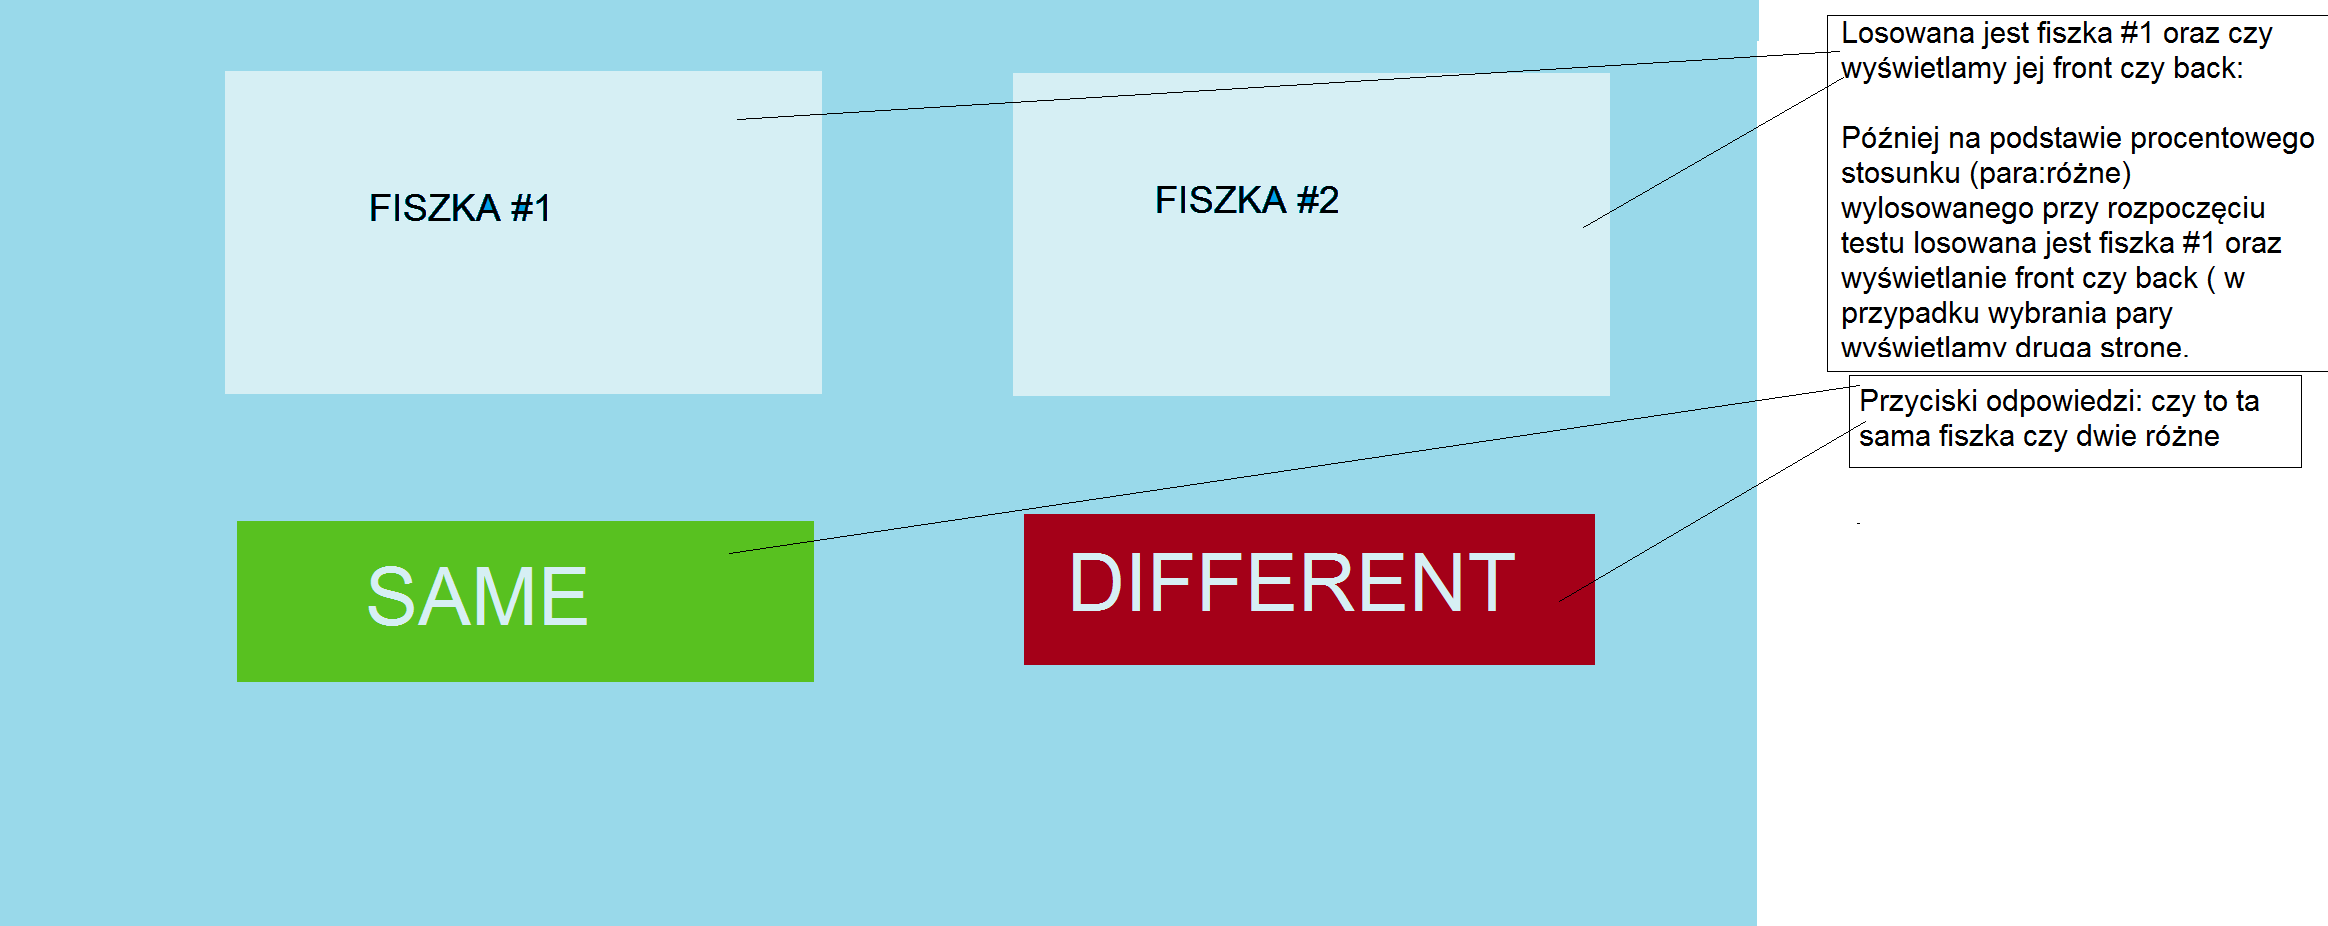 FISZKA #1
FISZKA #2
SAME
DIFFERENT
Losowana jest fiszka #1 oraz czy
wyświetlamy jej front czy back:
Później na podstawie procentowego
stosunku (para:różne)
wylosowanego przy rozpoczęciu
testu losowana jest fiszka #1 oraz
wyświetlanie front czy back ( w
przypadku wybrania pary
wyświetlamy drugą stronę.
Przyciski odpowiedzi: czy to ta
sama fiszka czy dwie różne